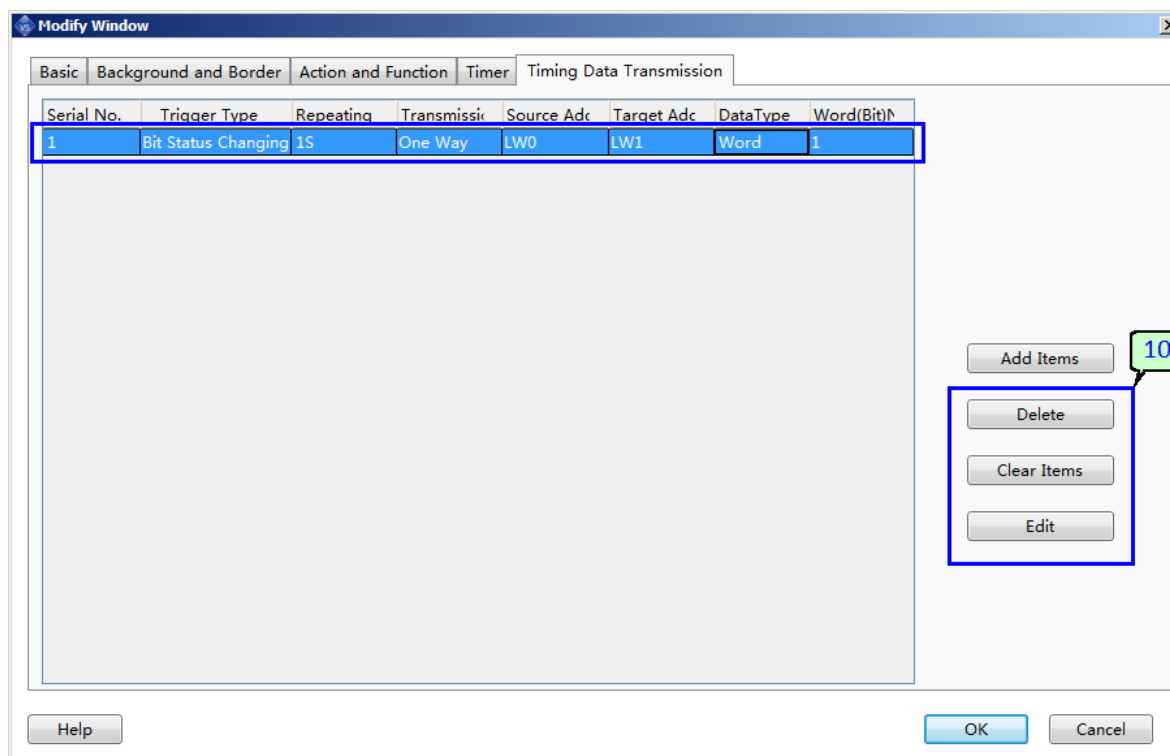 Modify Window
Basic Background and Border Action and Function Timer Timing Data Transmission
Serial No. Trigger Type Repeating Transmissic Source Adc Target Adc DataType Word(Bit)N
1 Bit Status Changing 1S One Way LW0 LW1 Word 1
Add Items 10
Delete
Clear Items
Edit
Help OK Cancel